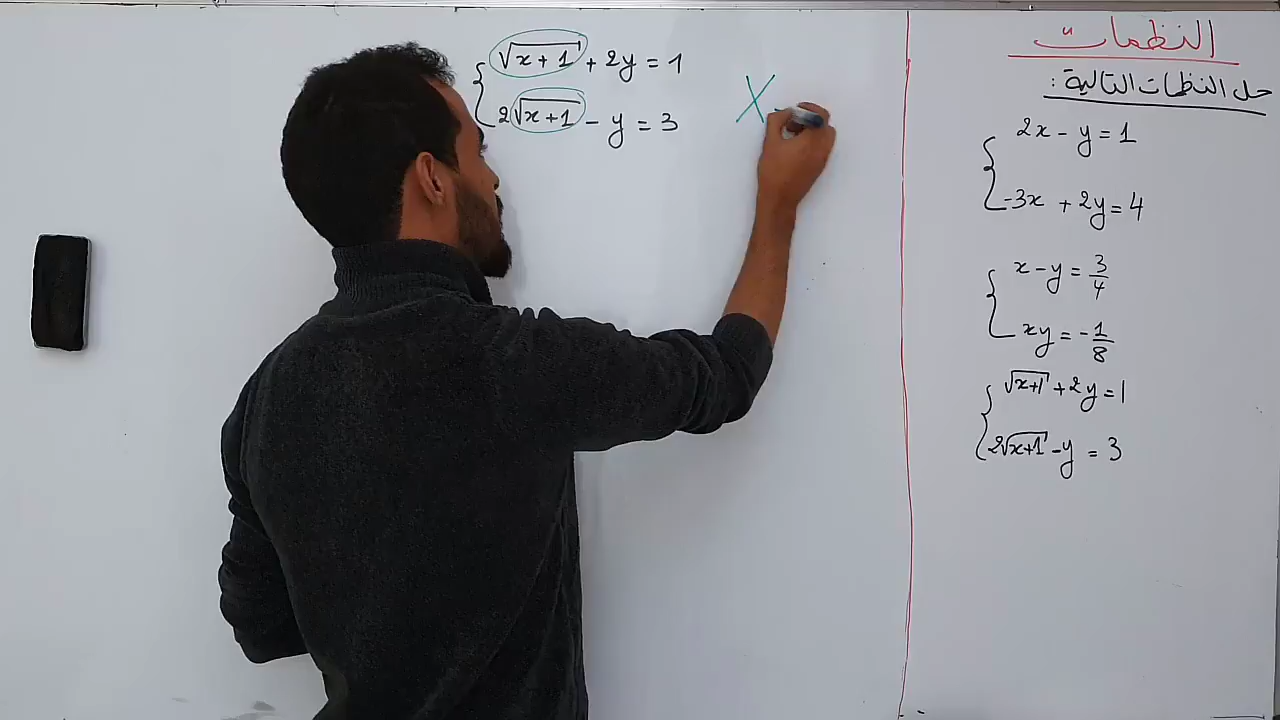 النظمات
حل النظمات التالية:
2x - y = 1
-3x + 2y = 4
x - y = 3/4
xy = -1/8
√x+1 + 2y = 1
2√x+1 - y = 3
√x+1 + 2y = 1
2√x+1 - y = 3
X